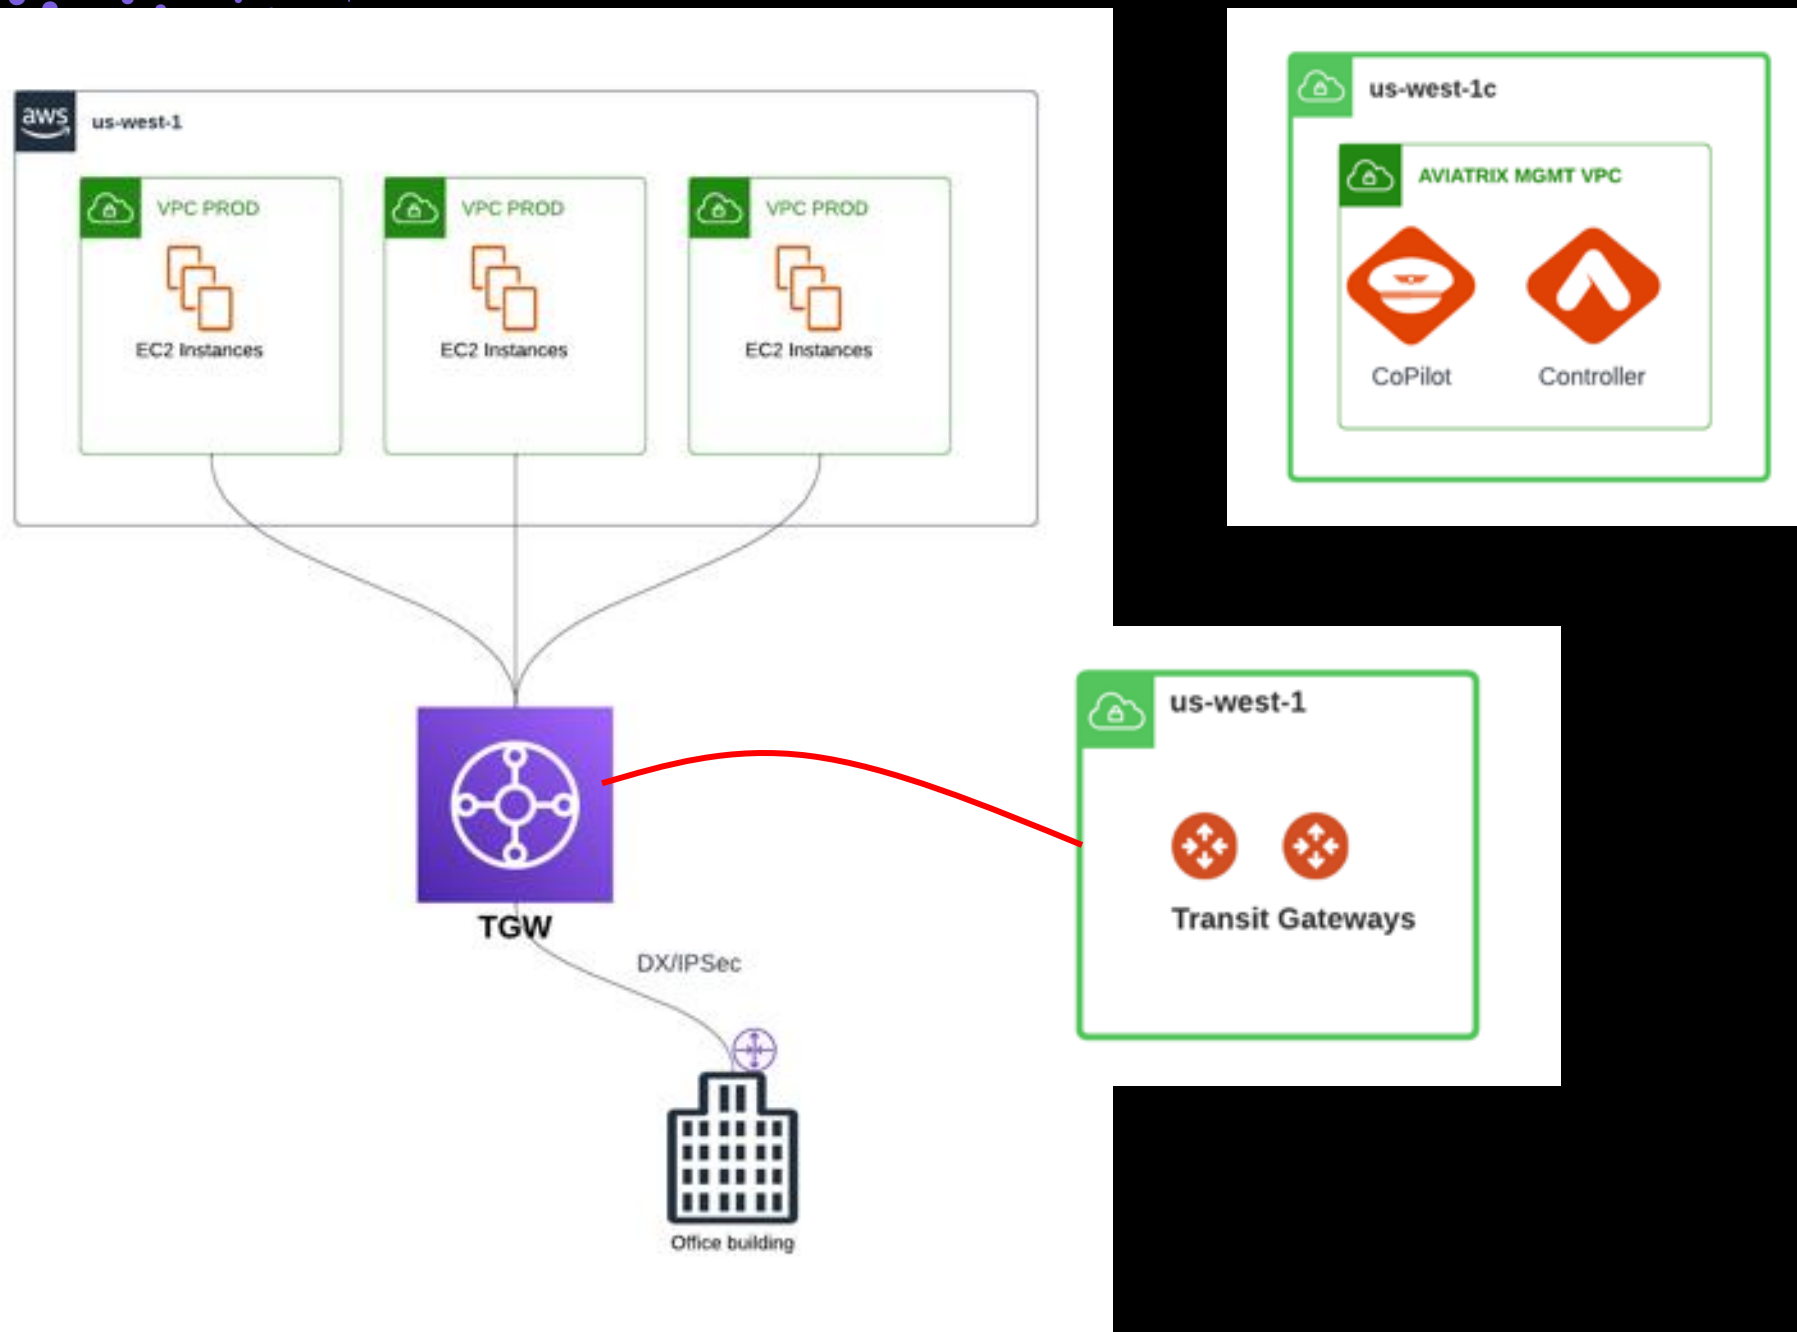 aws
us-west-1
VPC PROD
VPC PROD
VPC PROD
EC2 Instances
EC2 Instances
EC2 Instances
us-west-1c
AVIATRIX MGMT VPC
CoPilot
Controller
TGW
DX/IPSec
Office building
us-west-1
Transit Gateways